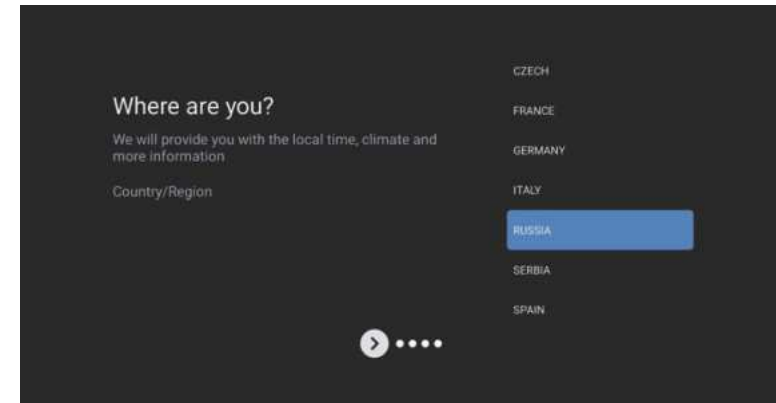 Where are you?
We will provide you with the local time, climate and
more information
Country/Region
CZECH
FRANCE
GERMANY
ITALY
RUSSIA
SERBIA
SPAIN